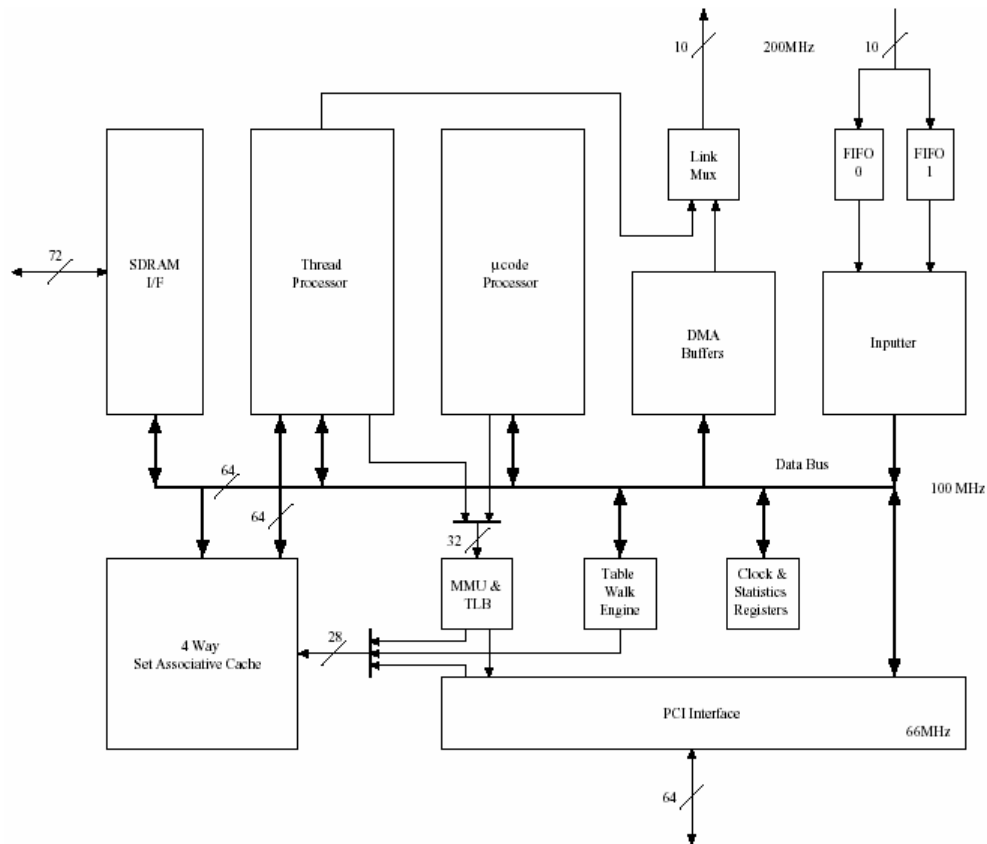 10
200MHz
10
Link
Mux
FIFO
0
FIFO
1
72
SDRAM
I/F
Thread
Processor
µcode
Processor
DMA
Buffers
Inputter
64
Data Bus
100 MHz
64
32
MMU &
TLB
Table
Walk
Engine
Clock &
Statistics
Registers
28
4 Way
Set Associative Cache
PCI Interface
66MHz
64